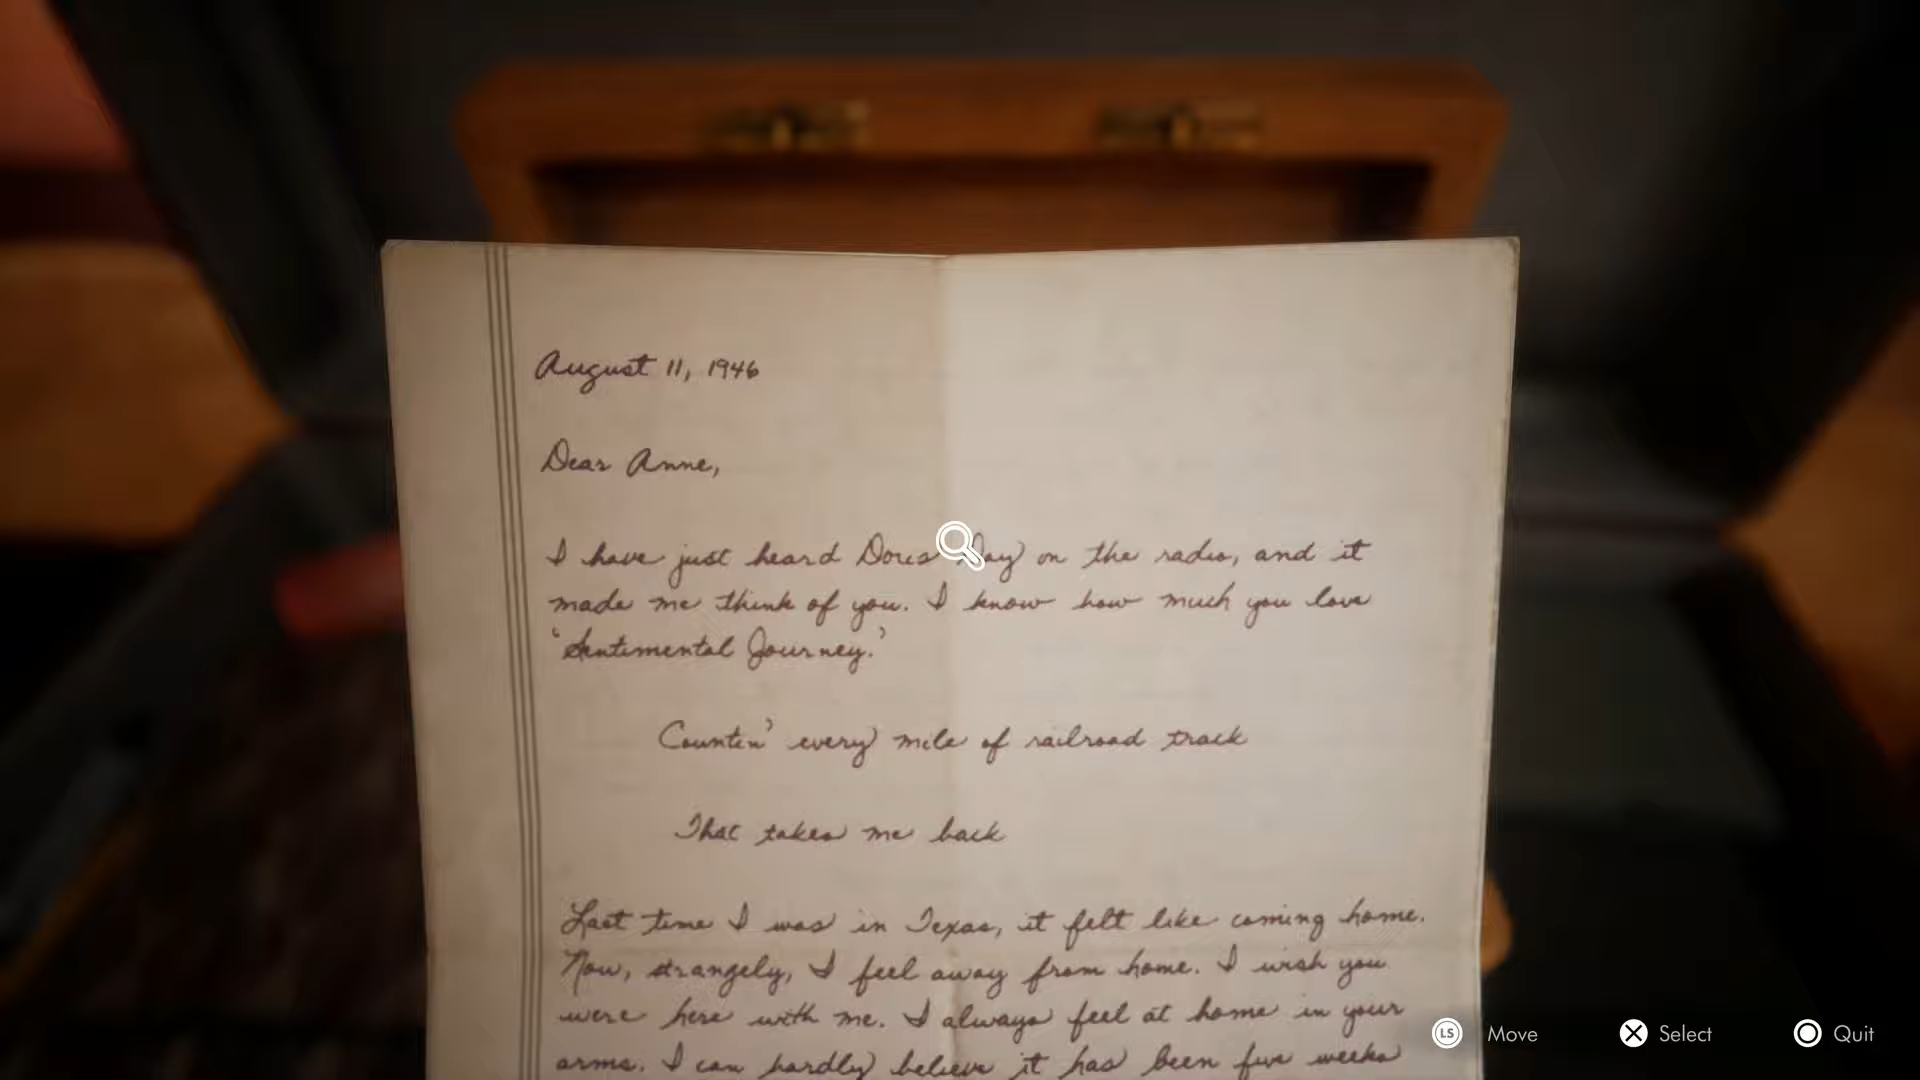 August 11, 1946
Dear Anne,
I have just heard Doris Day on the radio, and it
made me think of you. I know how much you love
'Sentimental Journey.'
Countin' every mile of railroad track
That takes me back
Last time I was in Texas, it felt like coming home.
Now, strangely, I feel away from home. I wish you
were here with me. I always feel at home in your
arms. I can hardly believe it has been five weeks
LS Move Select Quit